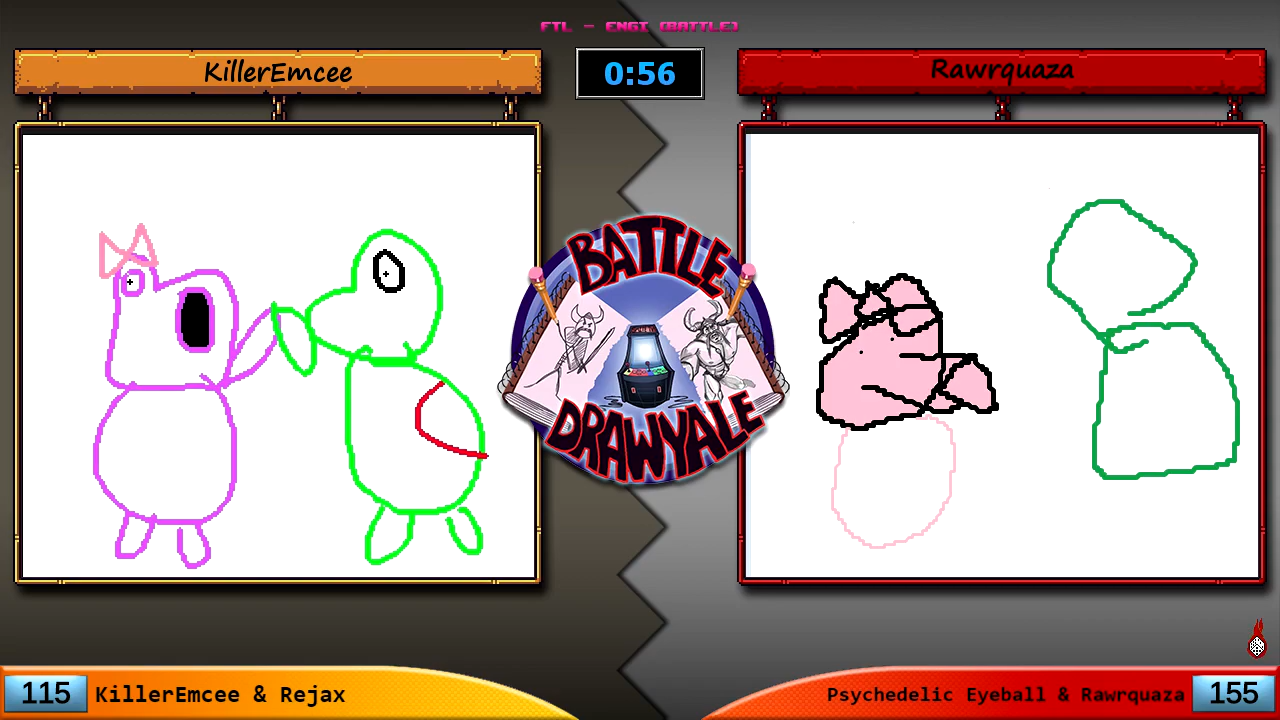 FTL - ENGI (BATTLE)
KillerEmcee
0:56
Rawrquaza
BATTLE
DRAWYALE
115
KillerEmcee & Rejax
Psychedelic Eyeball & Rawrquaza
155